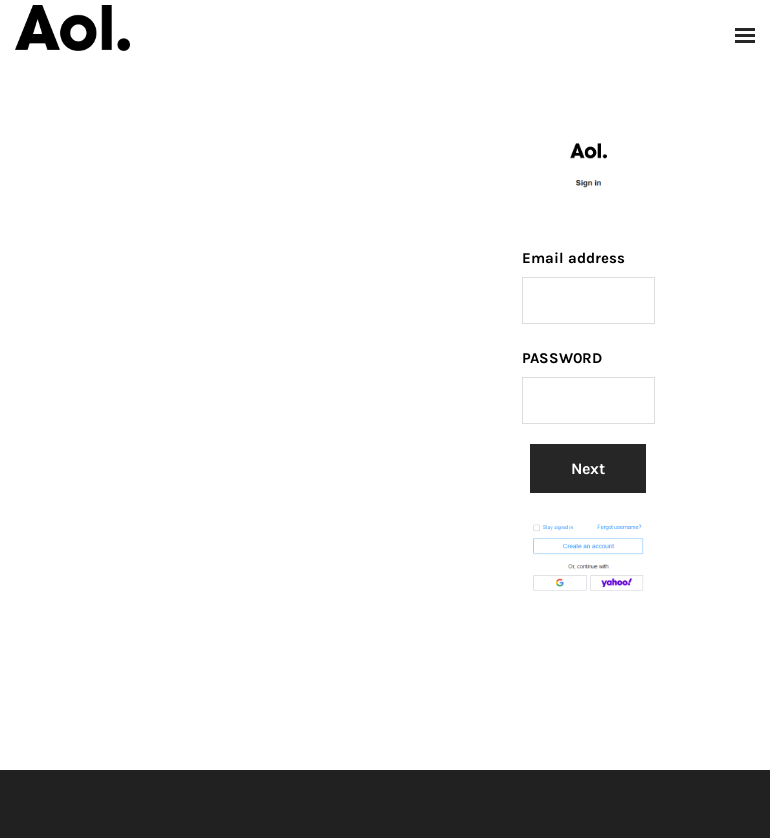 Aol.
Aol.
Sign in
Email address
PASSWORD
Next
Stay signed in Forgot username?
Create an account
Or, continue with
G yahoo!